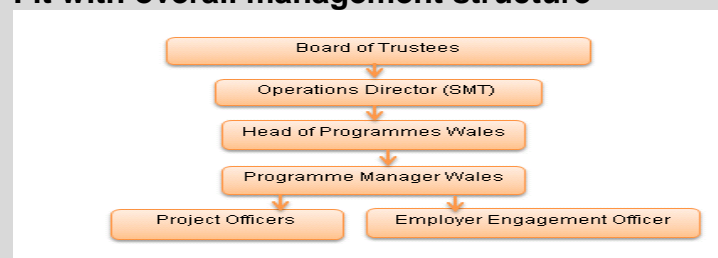 Fit with overall management structure
Board of Trustees
Operations Director (SMT)
Head of Programmes Wales
Programme Manager Wales
Project Officers
Employer Engagement Officer